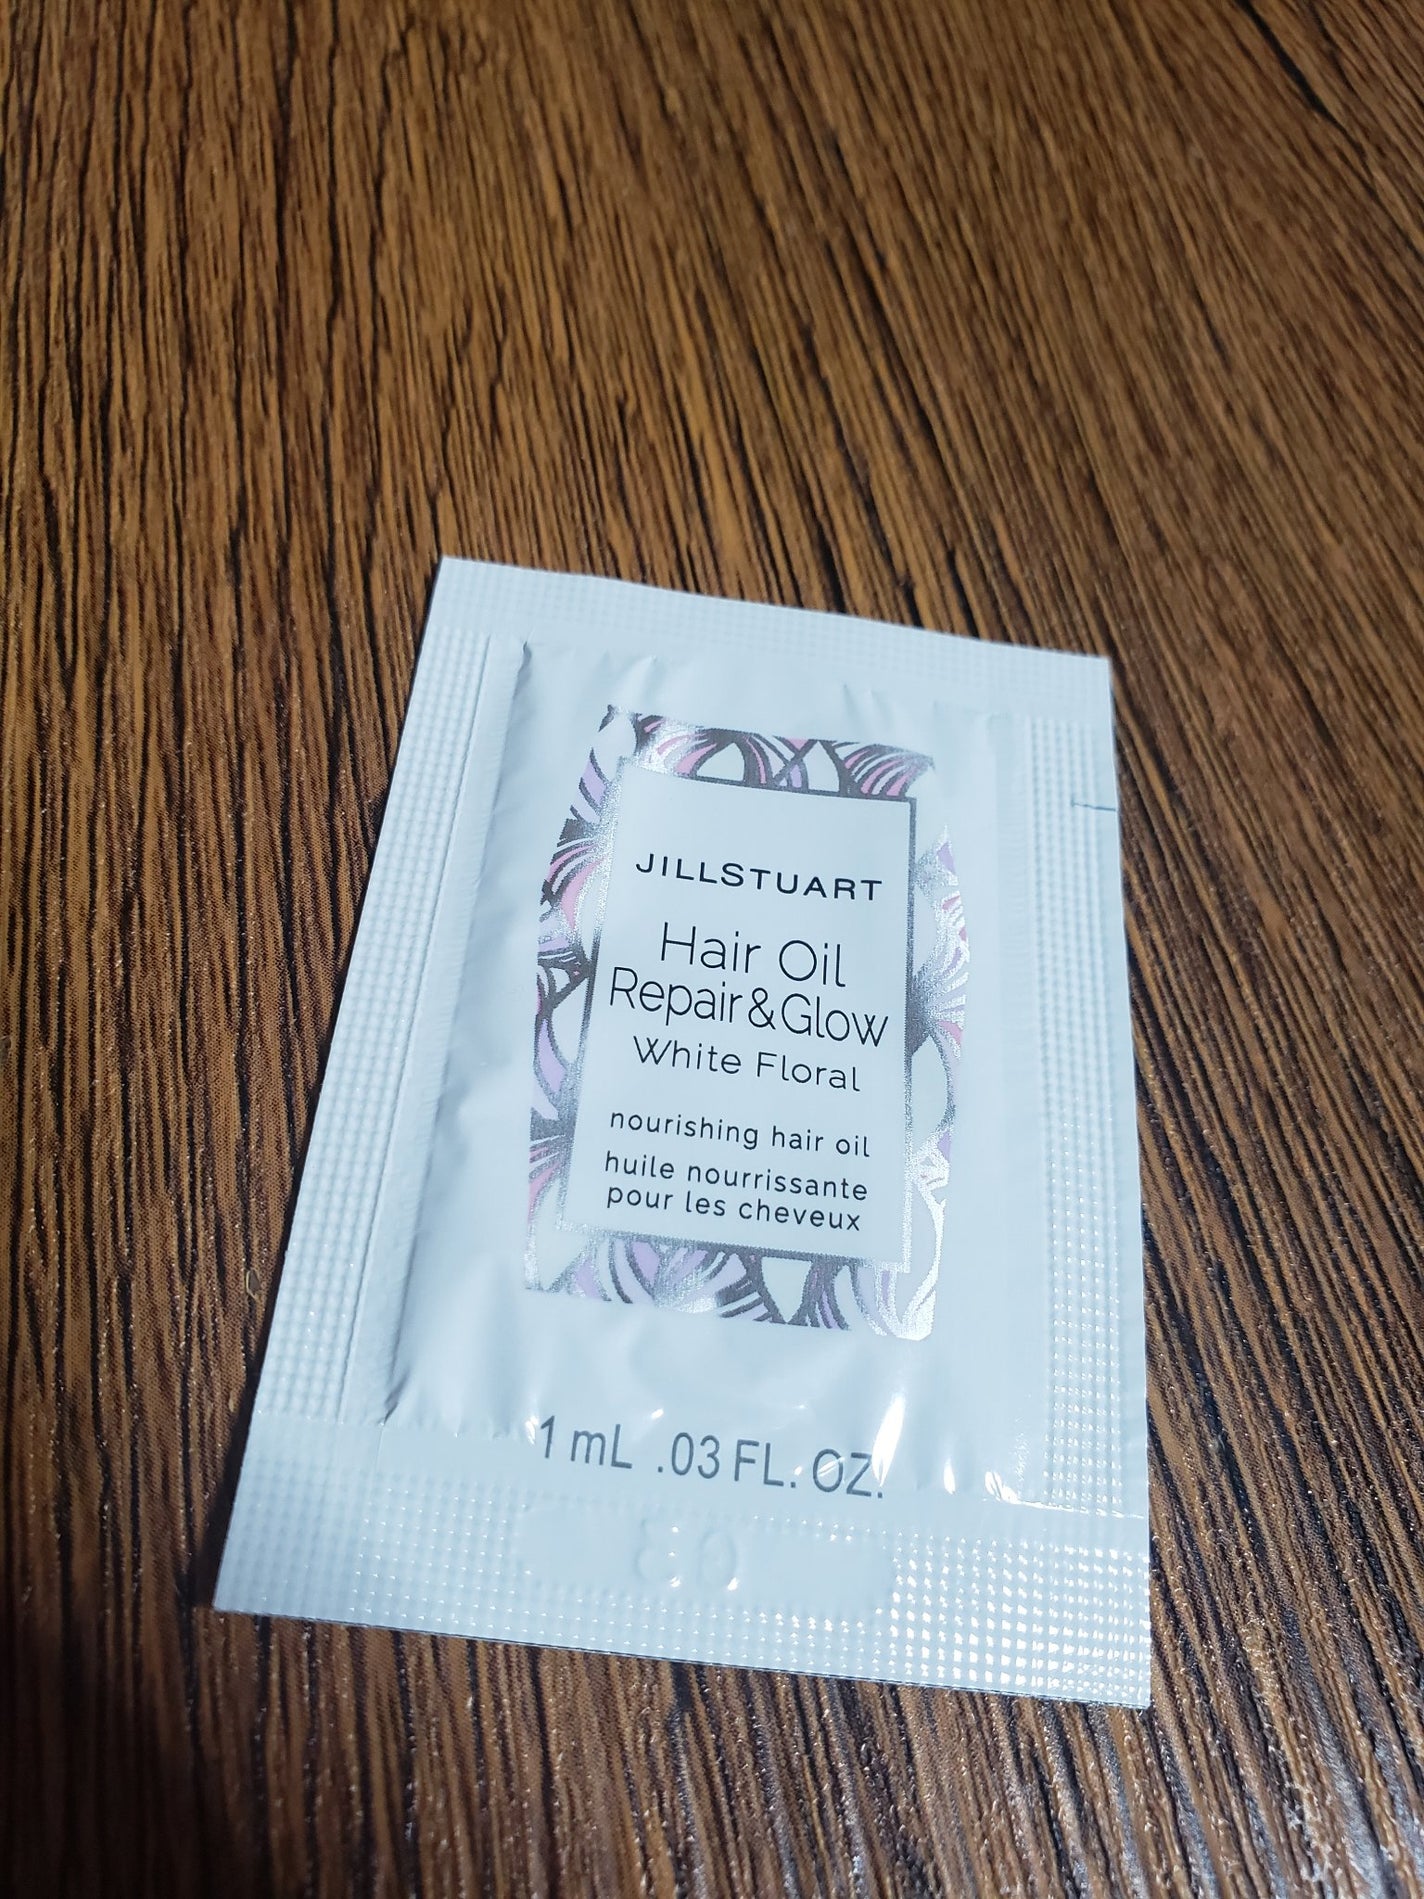 JILLSTUART
Hair Oil
Repair&Glow
White Floral
nourishing hair oil
huile nourrissante
pour les cheveux
1 mL .03 FL. OZ.